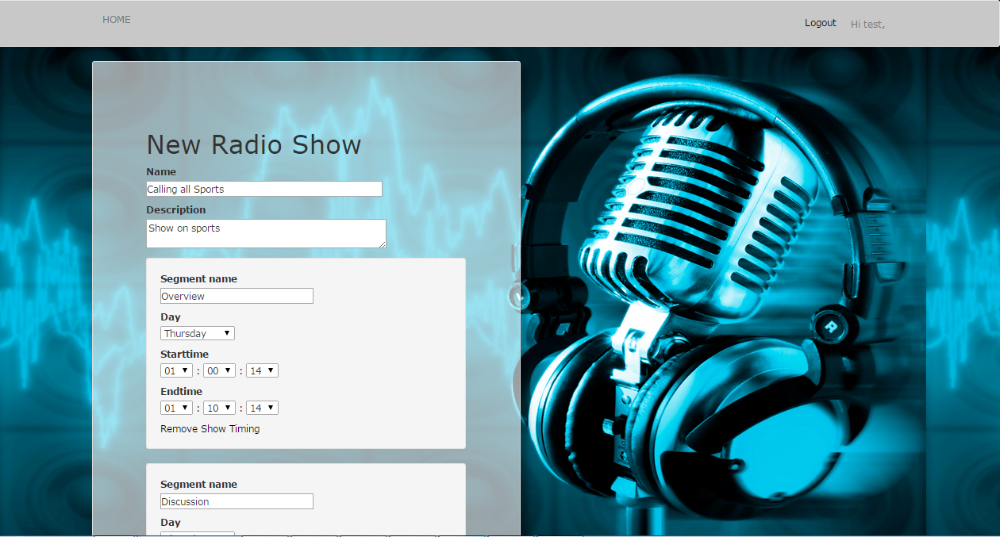 HOME
Logout Hi test,
New Radio Show
Name
Calling all Sports
Description
Show on sports
Segment name
Overview
Day
Thursday
Starttime
01 : 00 : 14
Endtime
01 : 10 : 14
Remove Show Timing
Segment name
Discussion
Day
R